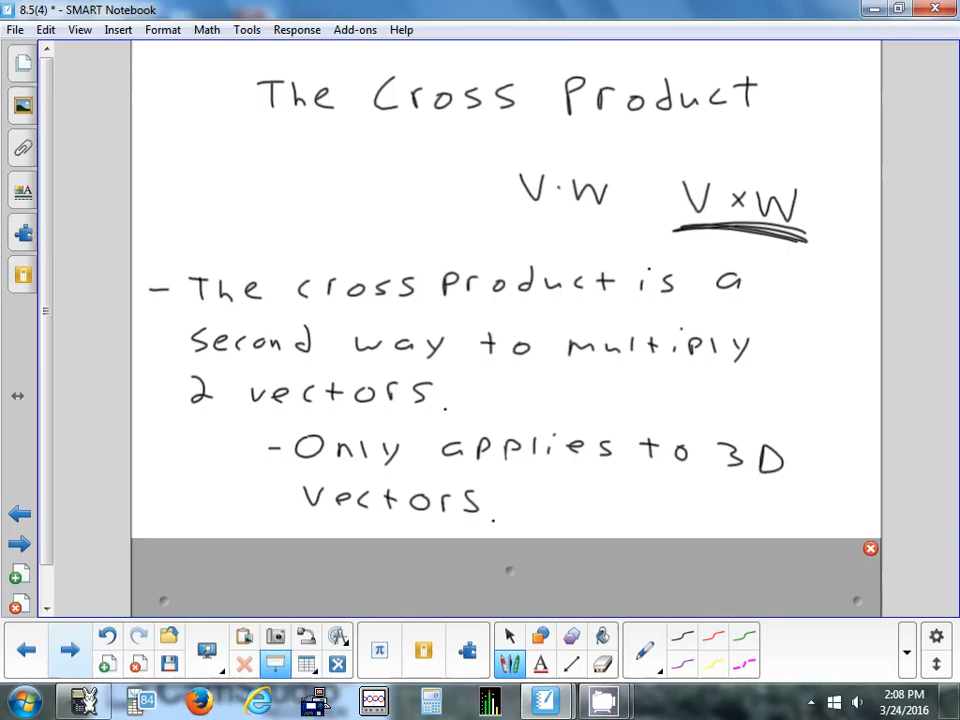 8.5(4) * - SMART Notebook
File Edit View Insert Format Math Tools Response Add-ons Help
The Cross Product
V · W V × W
- The cross product is a
second way to multiply
2 vectors.
- Only applies to 3D
vectors.
84
2:08 PM
3/24/2016